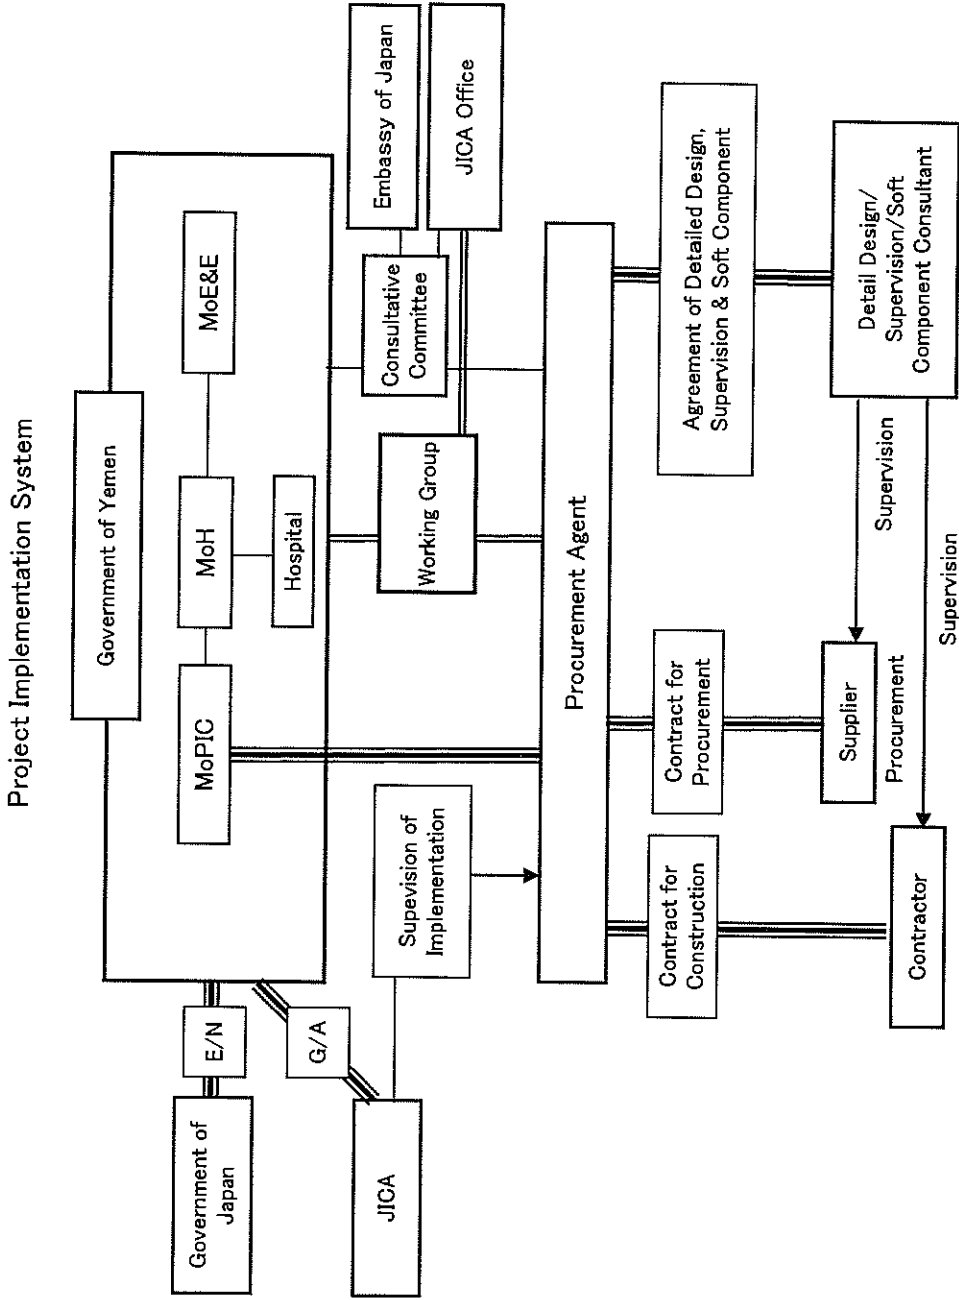 Project Implementation System
Government of Yemen
MoPIC
MoH
MoE&E
Hospital
Government of
Japan
E/N
G/A
JICA
Supevision of
Implementation
Working Group
Consultative
Committee
Embassy of Japan
JICA Office
Procurement Agent
Contract for
Construction
Contract for
Procurement
Agreement of Detailed Design,
Supervision & Soft Component
Contractor
Supplier
Procurement
Supervision
Supervision
Detail Design/
Supervision/Soft
Component Consultant